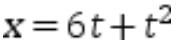 x = 6t + t²